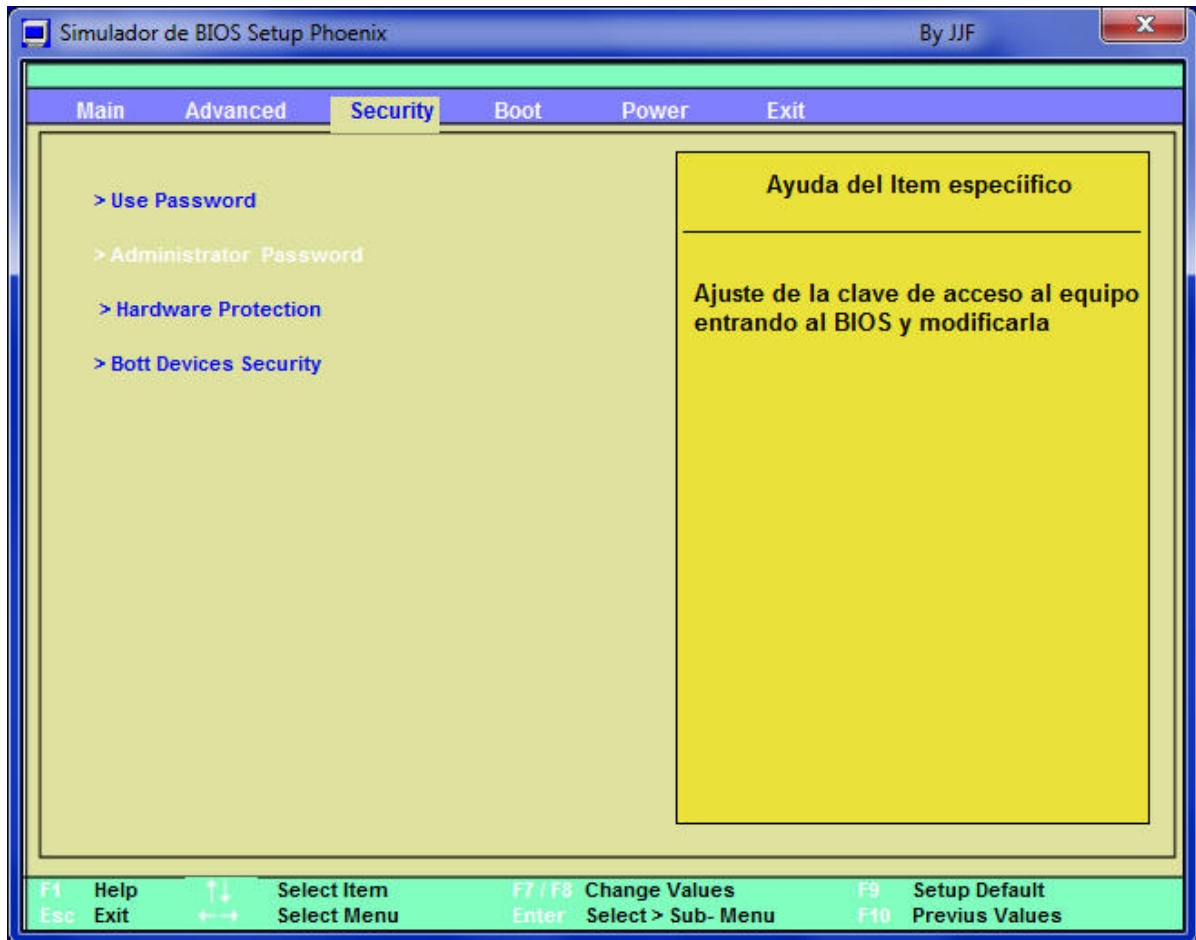 Simulador de BIOS Setup Phoenix By JJF
Main Advanced Security Boot Power Exit
> Use Password
> Administrator Password
> Hardware Protection
> Bott Devices Security
Ayuda del Item especíifico
Ajuste de la clave de acceso al equipo
entrando al BIOS y modificarla
F1 Help ↑↓ Select Item F7 / F8 Change Values F9 Setup Default
Esc Exit ←→ Select Menu Enter Select > Sub- Menu F10 Previus Values